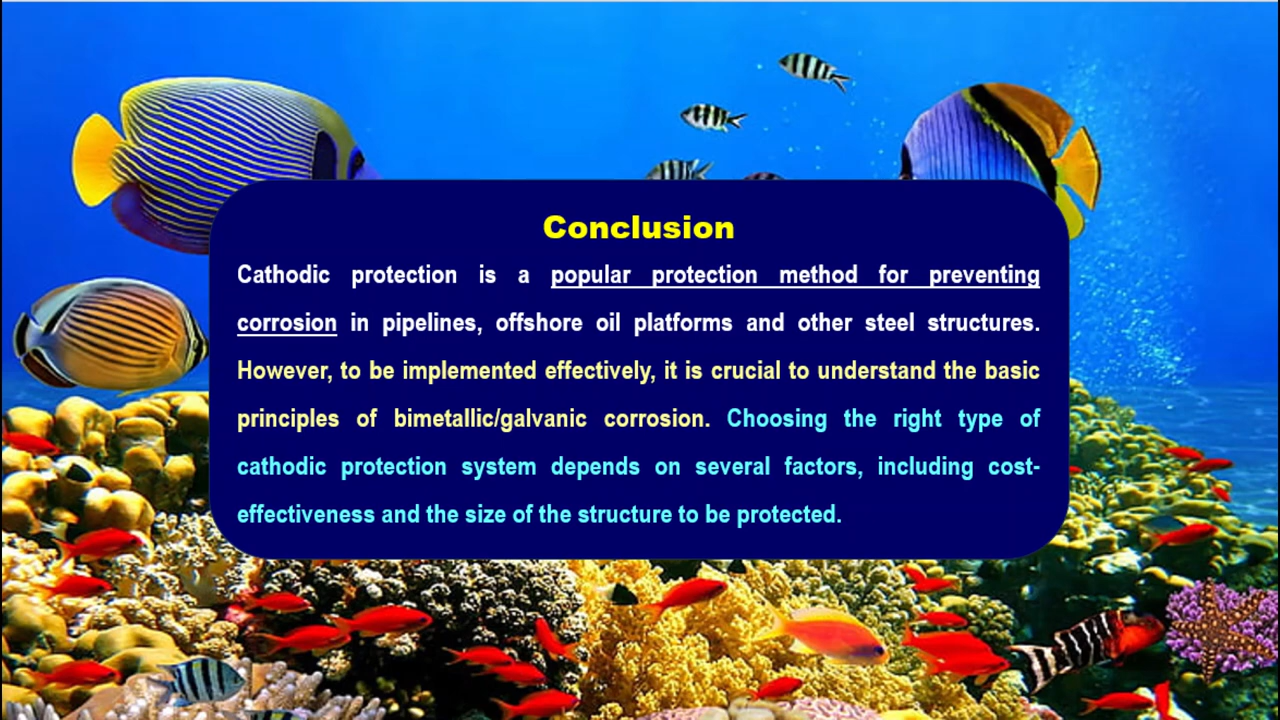 Conclusion
Cathodic protection is a popular protection method for preventing
corrosion in pipelines, offshore oil platforms and other steel structures.
However, to be implemented effectively, it is crucial to understand the basic
principles of bimetallic/galvanic corrosion. Choosing the right type of
cathodic protection system depends on several factors, including cost-
effectiveness and the size of the structure to be protected.